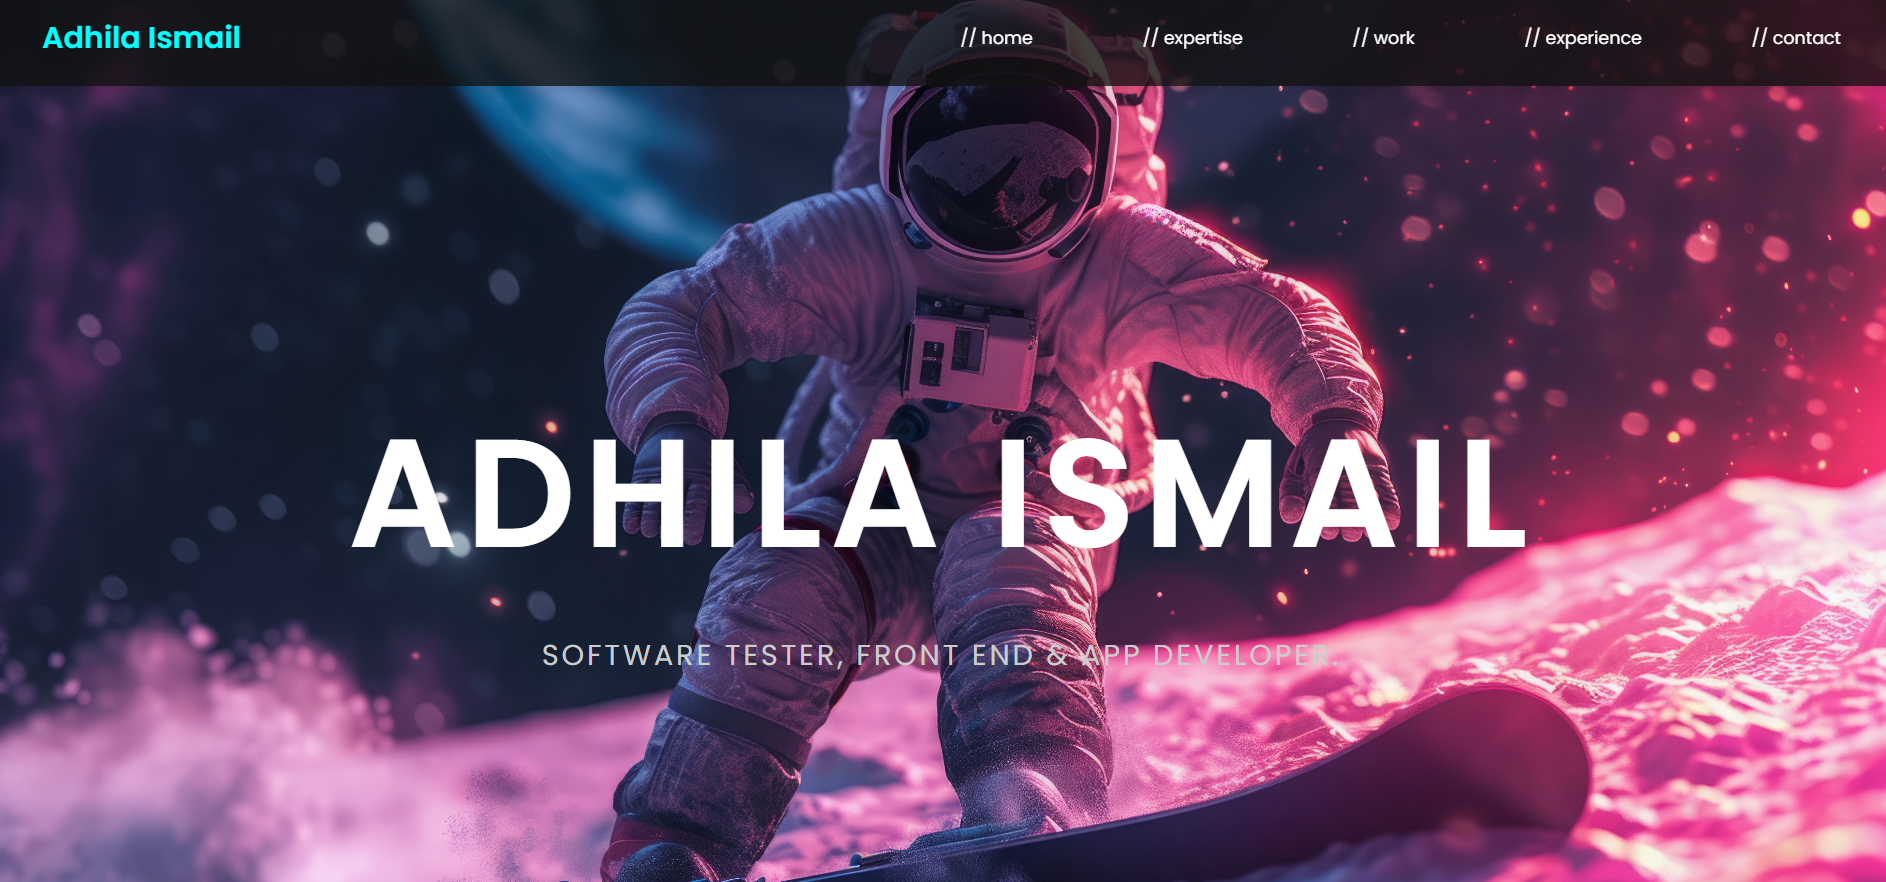 Adhila Ismail
// home
// expertise
// work
// experience
// contact
ADHILA ISMAIL
SOFTWARE TESTER, FRONT END & APP DEVELOPER.